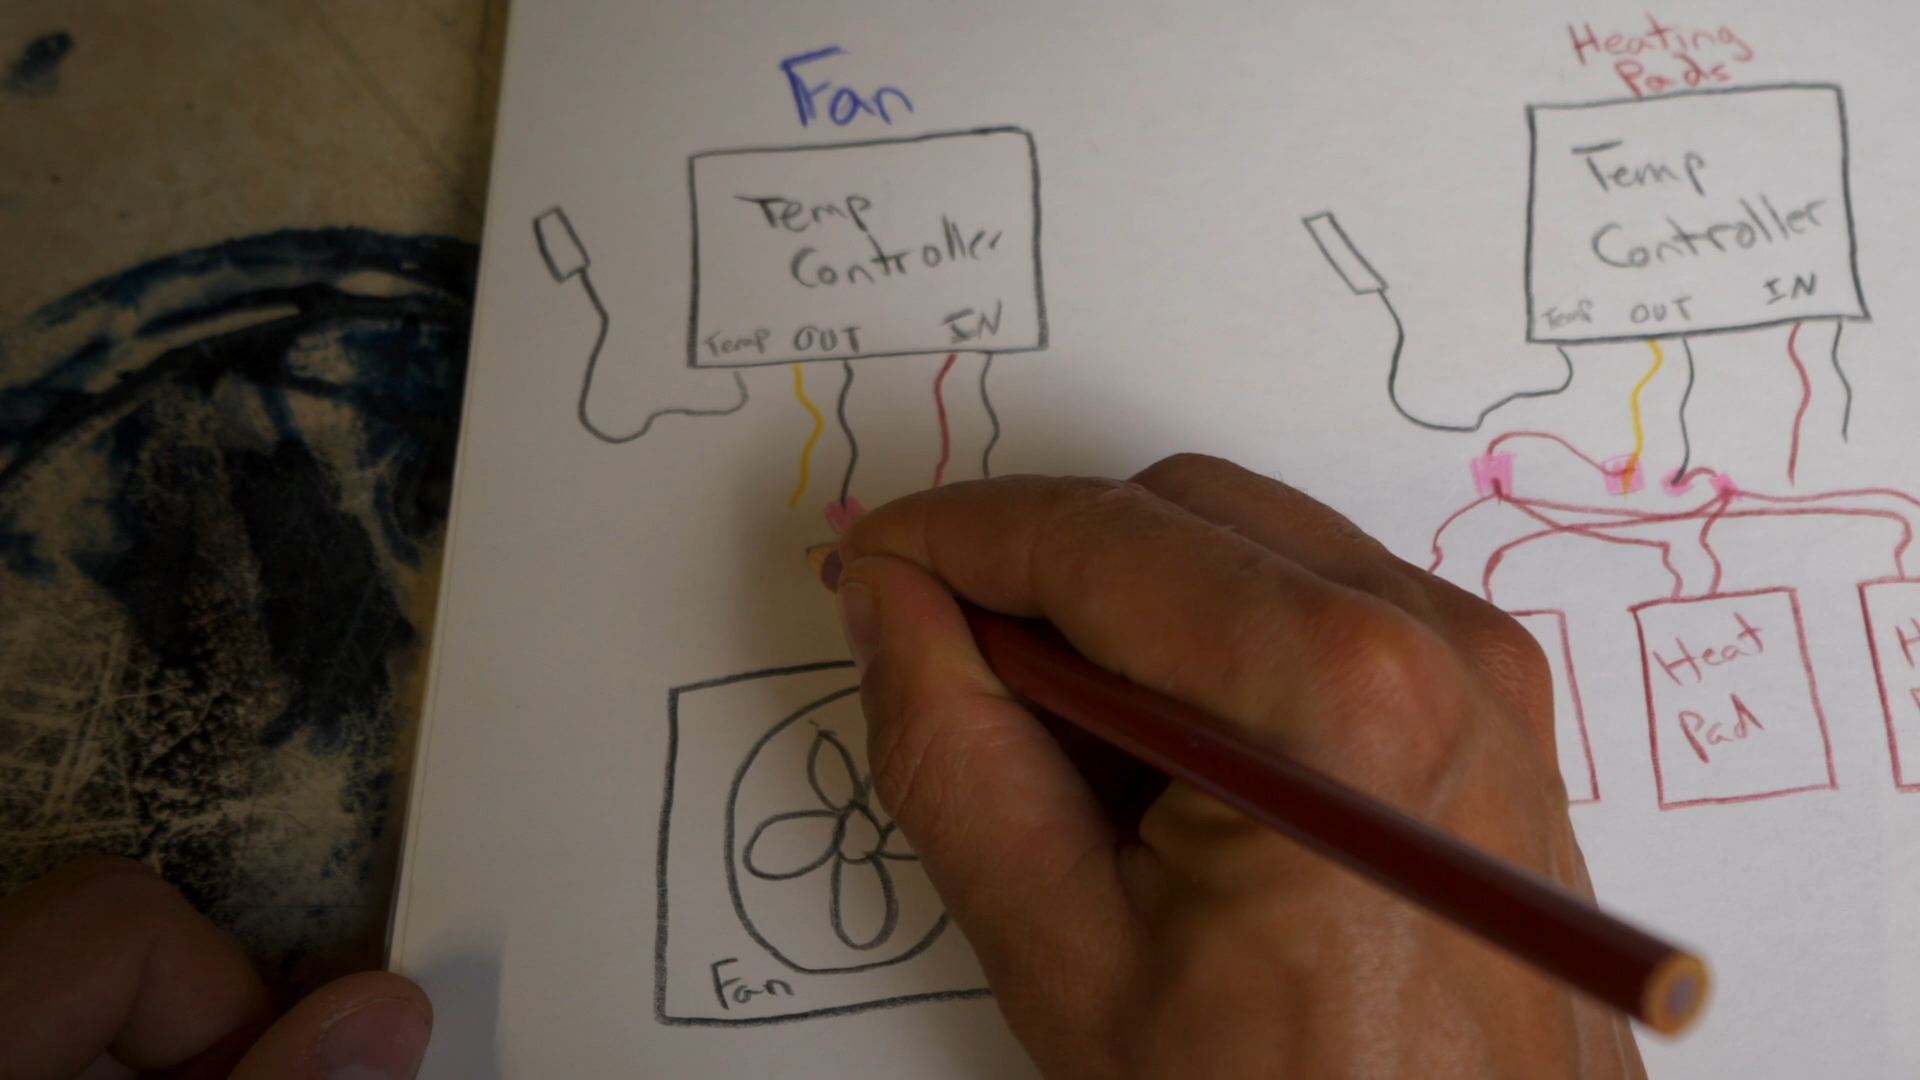 Fan
Temp
Controller
Temp OUT IN
Fan
Heating
Pads
Temp
Controller
Temp OUT IN
Heat
Pad